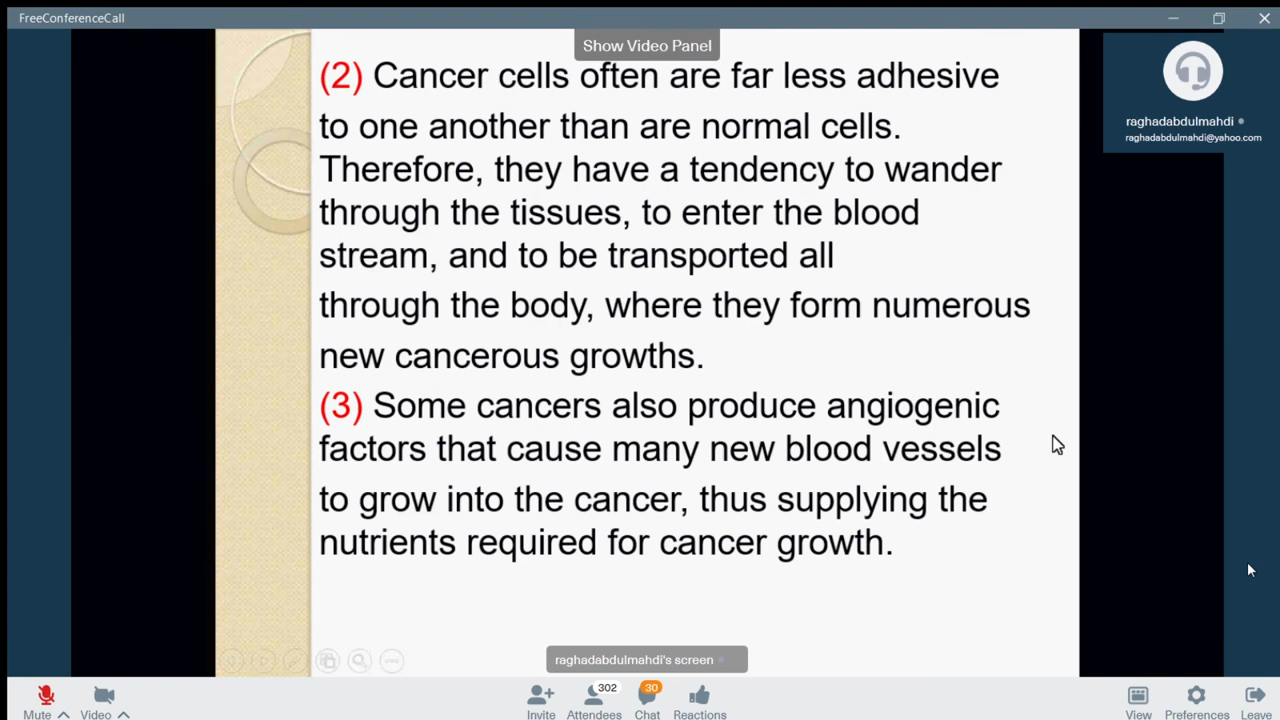 FreeConferenceCall
Show Video Panel
(2) Cancer cells often are far less adhesive
to one another than are normal cells.
Therefore, they have a tendency to wander
through the tissues, to enter the blood
stream, and to be transported all
through the body, where they form numerous
new cancerous growths.
(3) Some cancers also produce angiogenic
factors that cause many new blood vessels
to grow into the cancer, thus supplying the
nutrients required for cancer growth.
raghadabdulmahdi
raghadabdulmahdi@yahoo.com
raghadabdulmahdi's screen
Mute
Video
Invite
302
Attendees
30
Chat
Reactions
View
Preferences
Leave